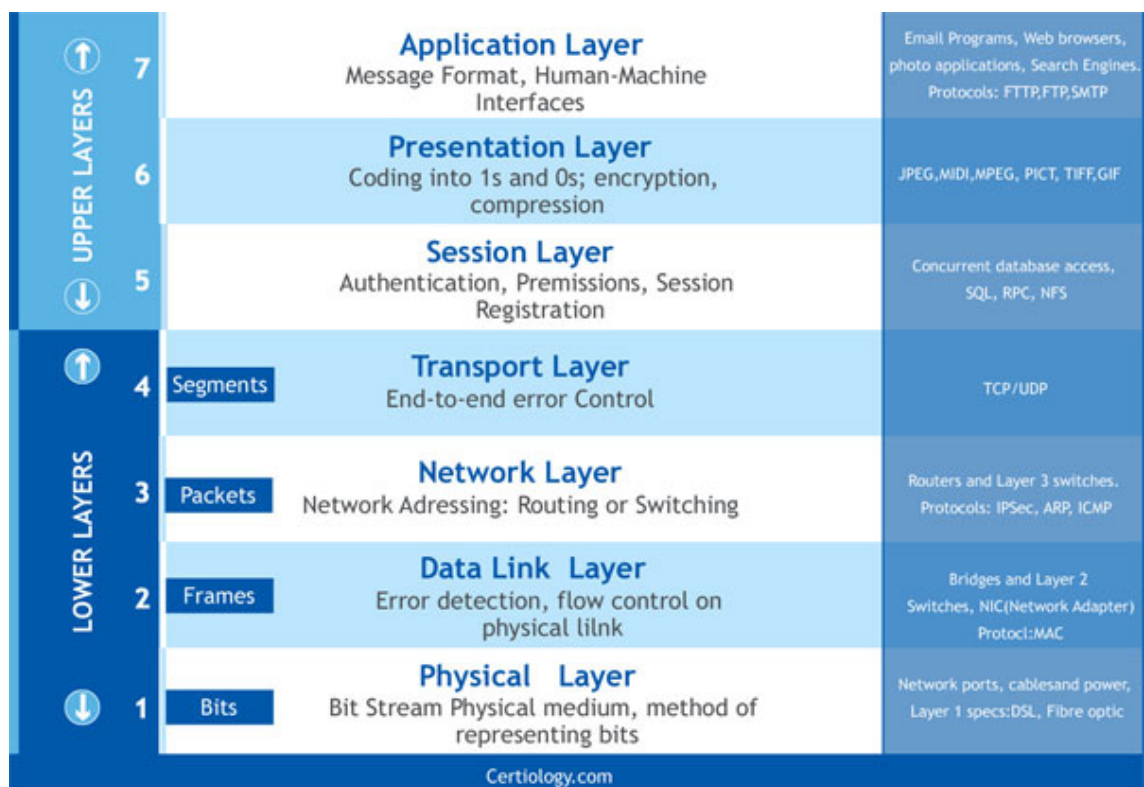 UPPER LAYERS
7
Application Layer
Message Format, Human-Machine
Interfaces
Email Programs, Web browsers,
photo applications, Search Engines.
Protocols: FTTP,FTP,SMTP
6
Presentation Layer
Coding into 1s and 0s; encryption,
compression
JPEG,MIDI,MPEG, PICT, TIFF,GIF
5
Session Layer
Authentication, Premissions, Session
Registration
Concurrent database access,
SQL, RPC, NFS
LOWER LAYERS
4
Segments
Transport Layer
End-to-end error Control
TCP/UDP
3
Packets
Network Layer
Network Adressing: Routing or Switching
Routers and Layer 3 switches.
Protocols: IPSec, ARP, ICMP
2
Frames
Data Link Layer
Error detection, flow control on
physical lilnk
Bridges and Layer 2
Switches, NIC(Network Adapter)
Protocl:MAC
1
Bits
Physical Layer
Bit Stream Physical medium, method of
representing bits
Network ports, cablesand power,
Layer 1 specs:DSL, Fibre optic
Certiology.com